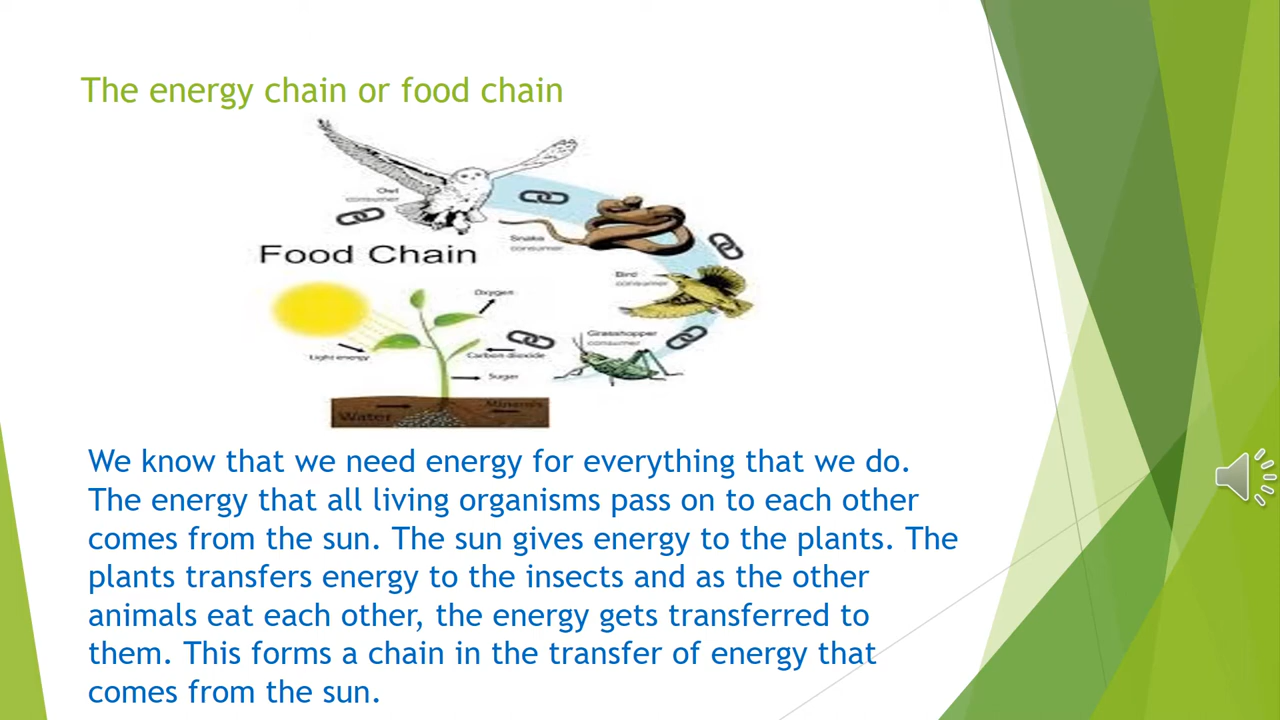 The energy chain or food chain
Owl
consumer
Snake
consumer
Food Chain
Bird
consumer
Oxygen
Grasshopper
consumer
Light energy
Carbon dioxide
Sugar
Water
Minerals
We know that we need energy for everything that we do.
The energy that all living organisms pass on to each other
comes from the sun. The sun gives energy to the plants. The
plants transfers energy to the insects and as the other
animals eat each other, the energy gets transferred to
them. This forms a chain in the transfer of energy that
comes from the sun.